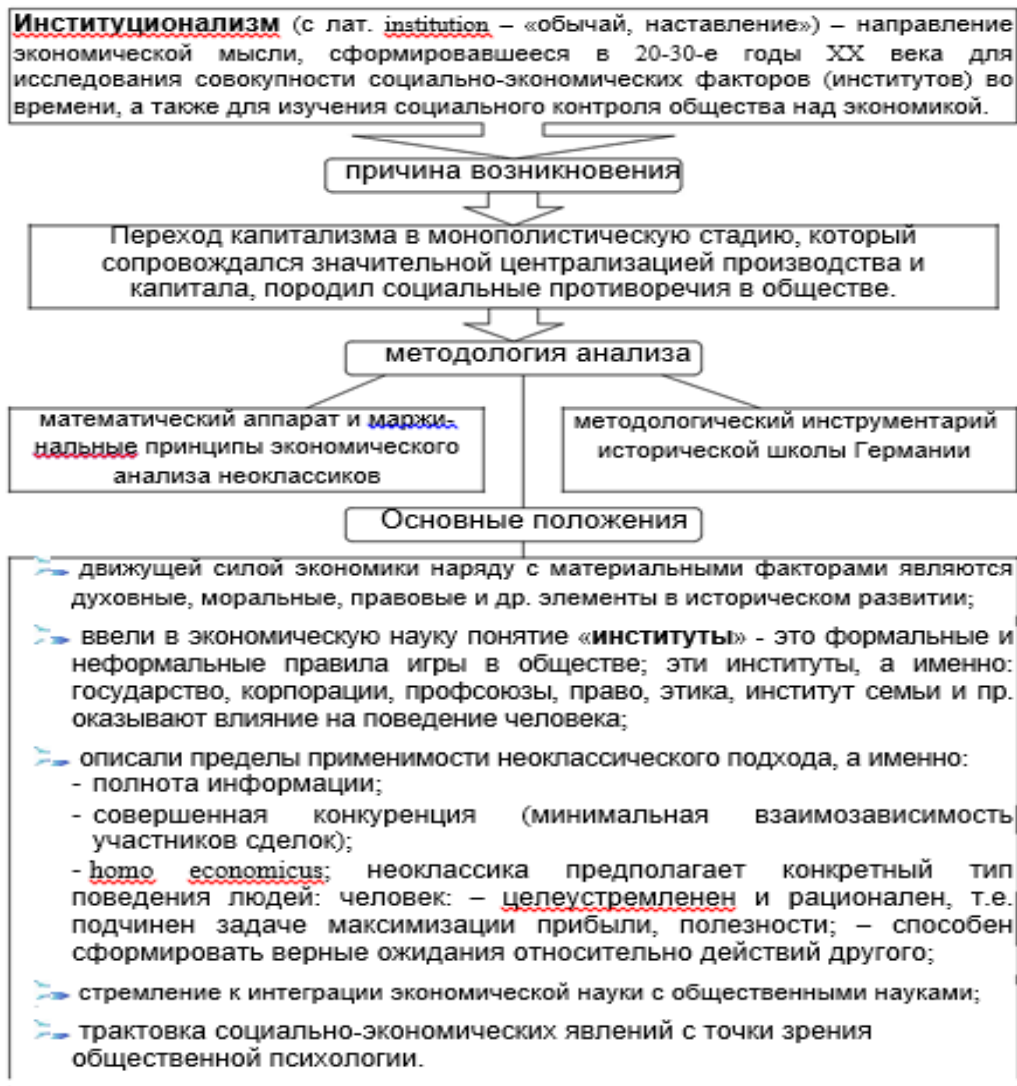 Институционализм (с лат. institution – «обычай, наставление») – направление
экономической мысли, сформировавшееся в 20-30-е годы XX века для
исследования совокупности социально-экономических факторов (институтов) во
времени, а также для изучения социального контроля общества над экономикой.
причина возникновения
Переход капитализма в монополистическую стадию, который
сопровождался значительной централизацией производства и
капитала, породил социальные противоречия в обществе.
методология анализа
математический аппарат и маржи-
нальные принципы экономического
анализа неоклассиков
методологический инструментарий
исторической школы Германии
Основные положения
движущей силой экономики наряду с материальными факторами являются
духовные, моральные, правовые и др. элементы в историческом развитии;
ввели в экономическую науку понятие «институты» - это формальные и
неформальные правила игры в обществе; эти институты, а именно:
государство, корпорации, профсоюзы, право, этика, институт семьи и пр.
оказывают влияние на поведение человека;
описали пределы применимости неоклассического подхода, а именно:
- полнота информации;
- совершенная конкуренция (минимальная взаимозависимость
участников сделок);
- homo economicus; неоклассика предполагает конкретный тип
поведения людей: человек: – целеустремленен и рационален, т.е.
подчинен задаче максимизации прибыли, полезности; – способен
сформировать верные ожидания относительно действий другого;
стремление к интеграции экономической науки с общественными науками;
трактовка социально-экономических явлений с точки зрения
общественной психологии.